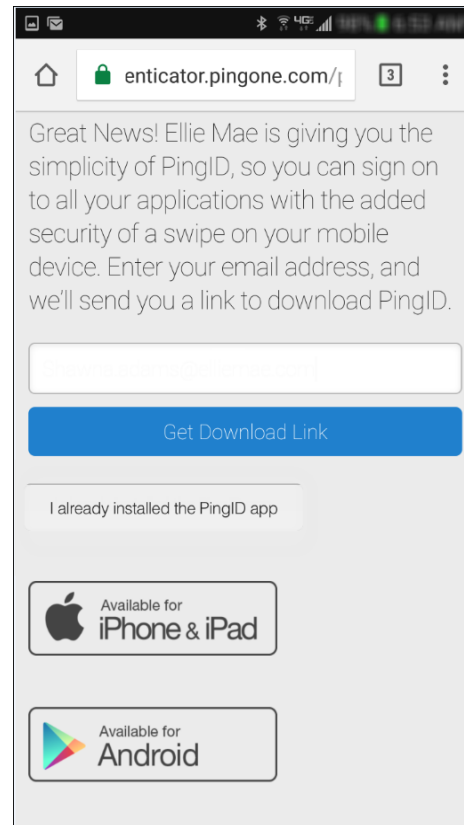 4G
3
enticator.pingone.com/p
Great News! Ellie Mae is giving you the
simplicity of PingID, so you can sign on
to all your applications with the added
security of a swipe on your mobile
device. Enter your email address, and
we'll send you a link to download PingID.
Get Download Link
I already installed the PingID app
Available for
iPhone & iPad
Available for
Android